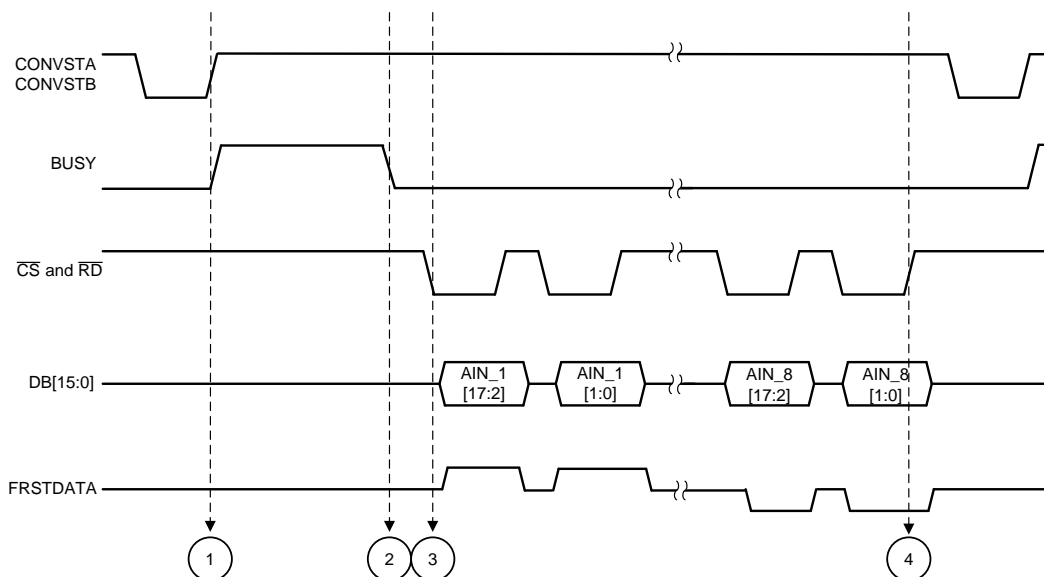 CONVSTA
CONVSTB
BUSY
CS and RD
DB[15:0]
AIN_1
[17:2]
AIN_1
[1:0]
AIN_8
[17:2]
AIN_8
[1:0]
FRSTDATA
1
2
3
4